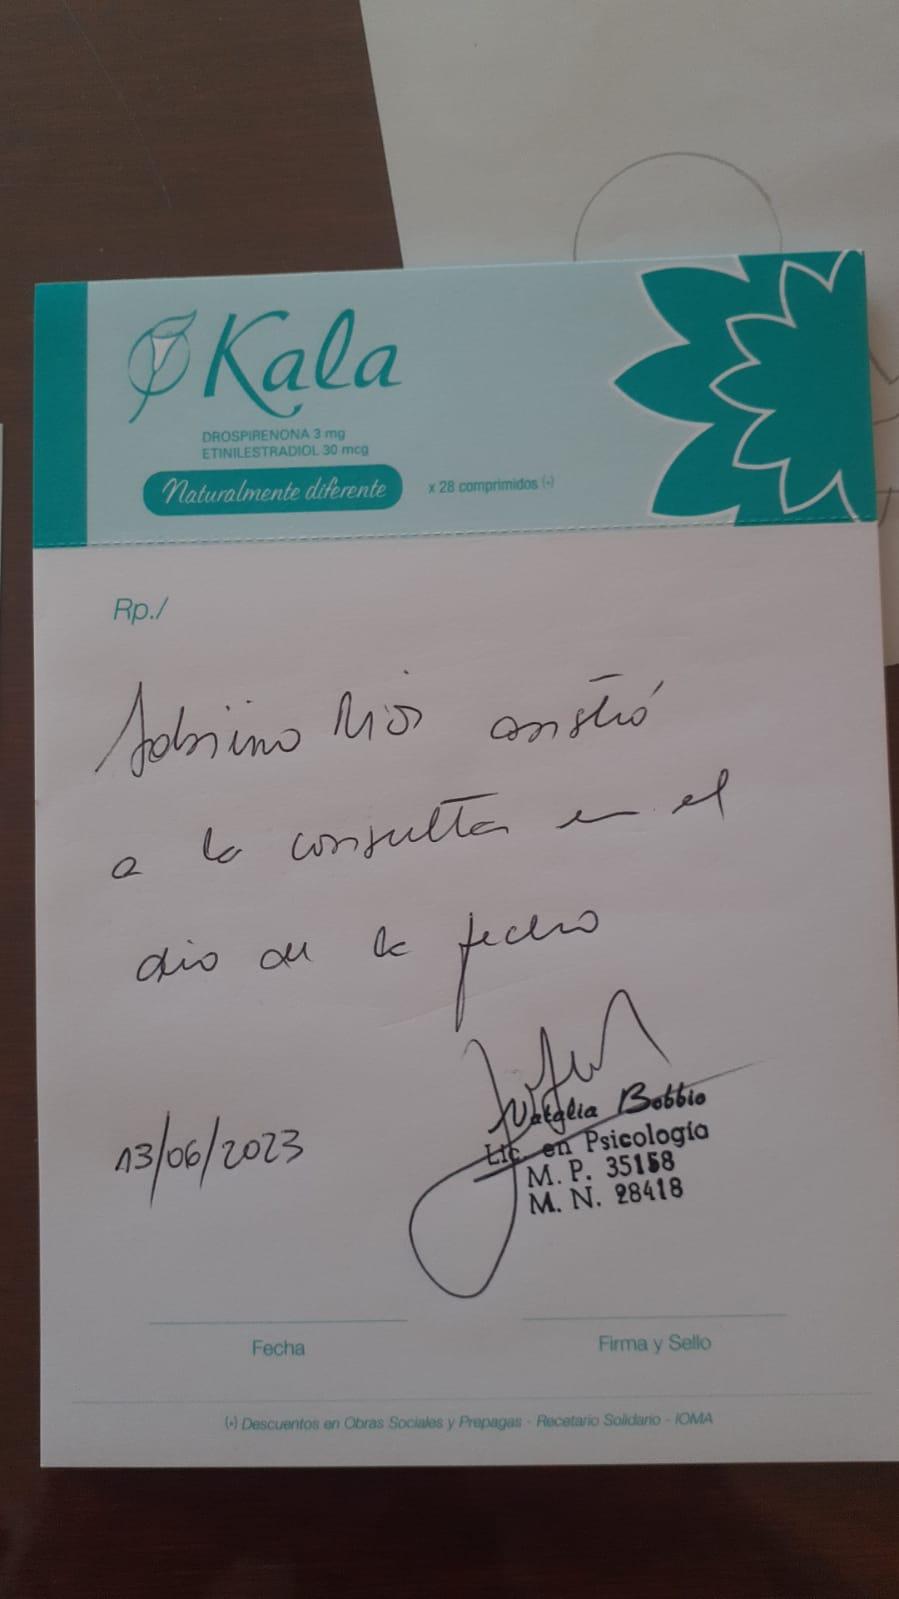 Kala
DROSPIRENONA 3 mg
ETINILESTRADIOL 30 mcg
Naturalmente diferente
x 28 comprimidos (•)
Rp./
Adriana Rios asistió
a la consulta en el
dia de la fecha
13/06/2023
Natalia Bobbio
Lic. en Psicología
M. P. 35158
M. N. 28418
Fecha
Firma y Sello
(•) Descuentos en Obras Sociales y Prepagas - Recetario Solidario - IOMA